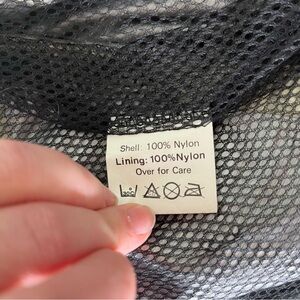 Shell: 100% Nylon
Lining: 100%Nylon
Over for Care